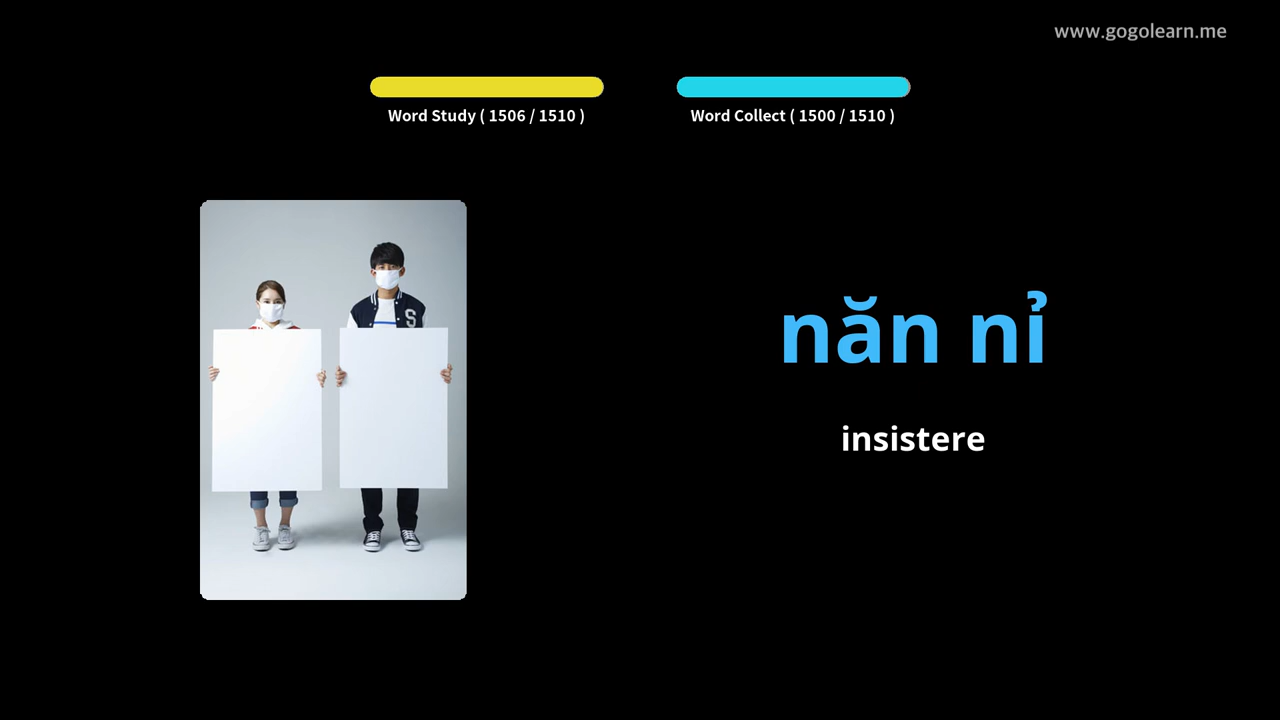 www.gogolearn.me
Word Study ( 1506 / 1510 )
Word Collect ( 1500 / 1510 )
S
năn nỉ
insistere